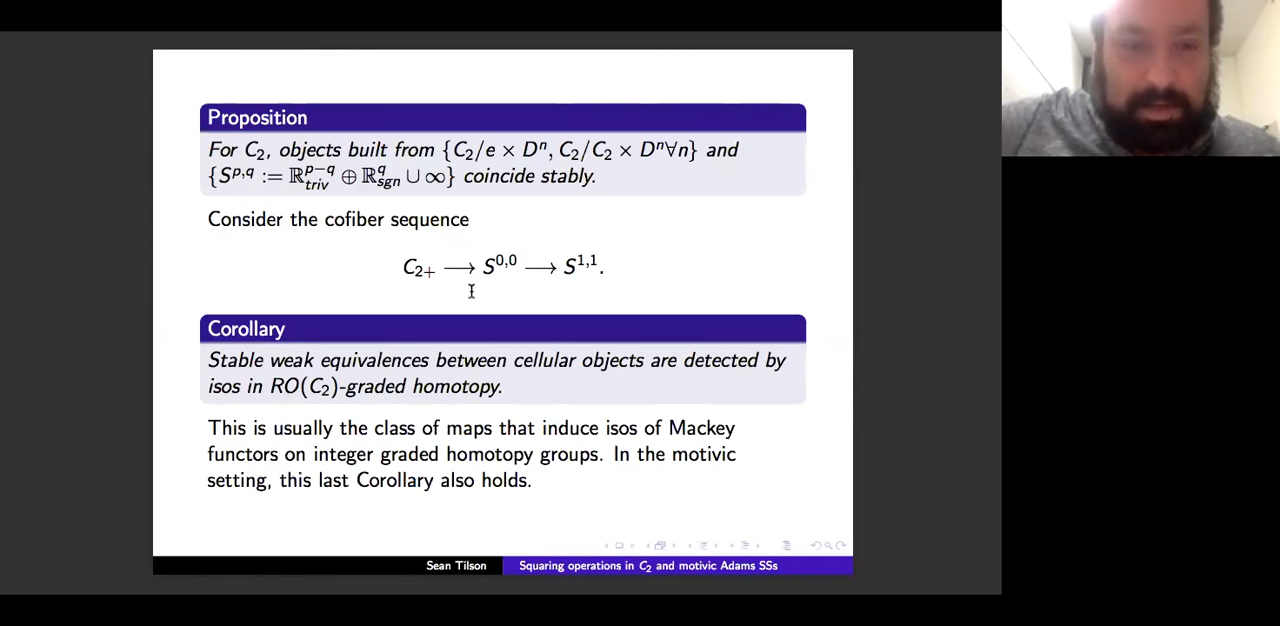 Proposition
For C₂, objects built from {C₂/e × Dⁿ, C₂/C₂ × Dⁿ∀n} and
{S^{p,q} := ℝ^{p−q}_{triv} ⊕ ℝ^{q}_{sgn} ∪ ∞} coincide stably.
Consider the cofiber sequence
C₂₊ ⟶ S^{0,0} ⟶ S^{1,1}.
Corollary
Stable weak equivalences between cellular objects are detected by
isos in RO(C₂)-graded homotopy.
This is usually the class of maps that induce isos of Mackey
functors on integer graded homotopy groups. In the motivic
setting, this last Corollary also holds.
Sean Tilson Squaring operations in C₂ and motivic Adams SSs